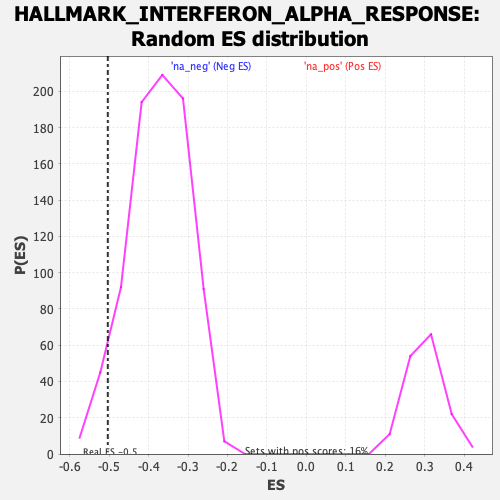 HALLMARK_INTERFERON_ALPHA_RESPONSE:
Random ES distribution
'na_neg' (Neg ES) 'na_pos' (Pos ES)
200
180
160
140
120
100
80
60
40
20
0
P(ES)
Real ES -0.5 Sets with pos scores: 16%
-0.6 -0.5 -0.4 -0.3 -0.2 -0.1 0.0 0.1 0.2 0.3 0.4
ES